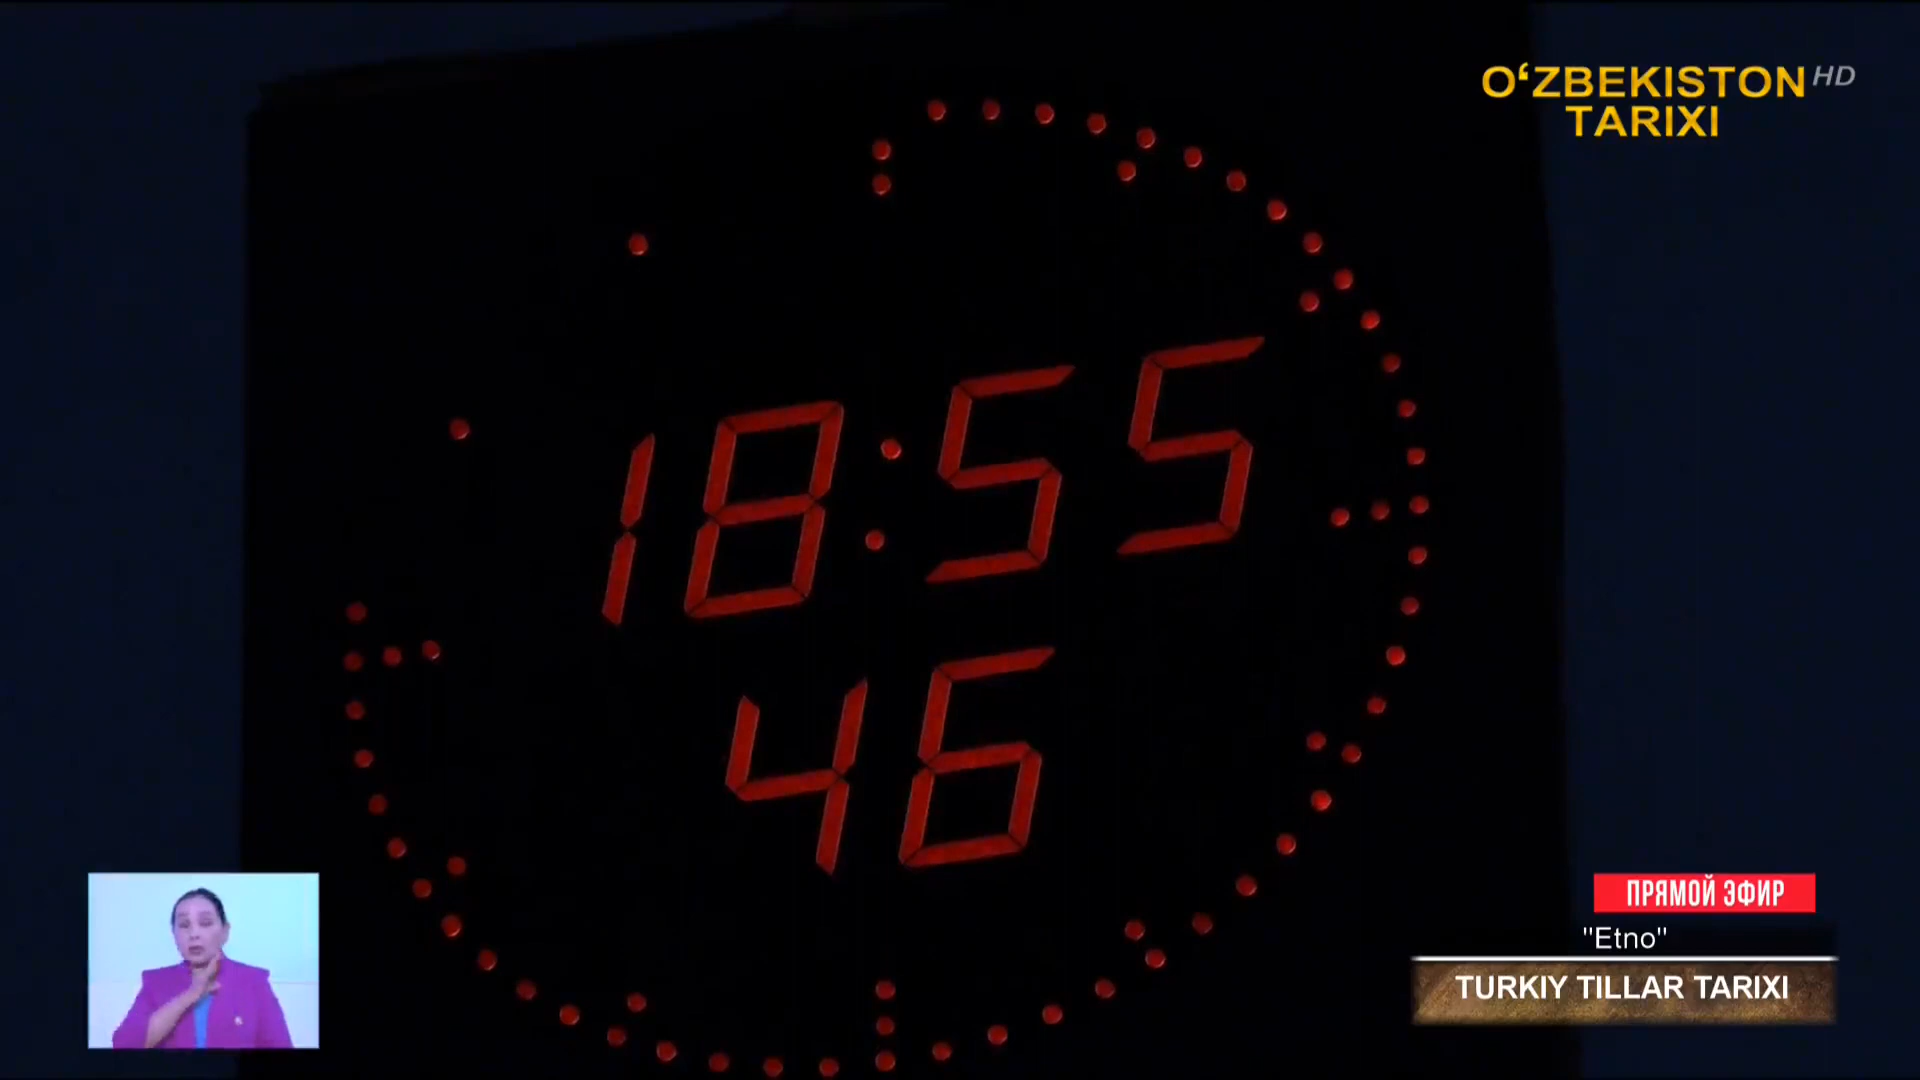 O‘ZBEKISTON HD
TARIXI
18:55
46
ПРЯМОЙ ЭФИР
"Etno"
TURKIY TILLAR TARIXI